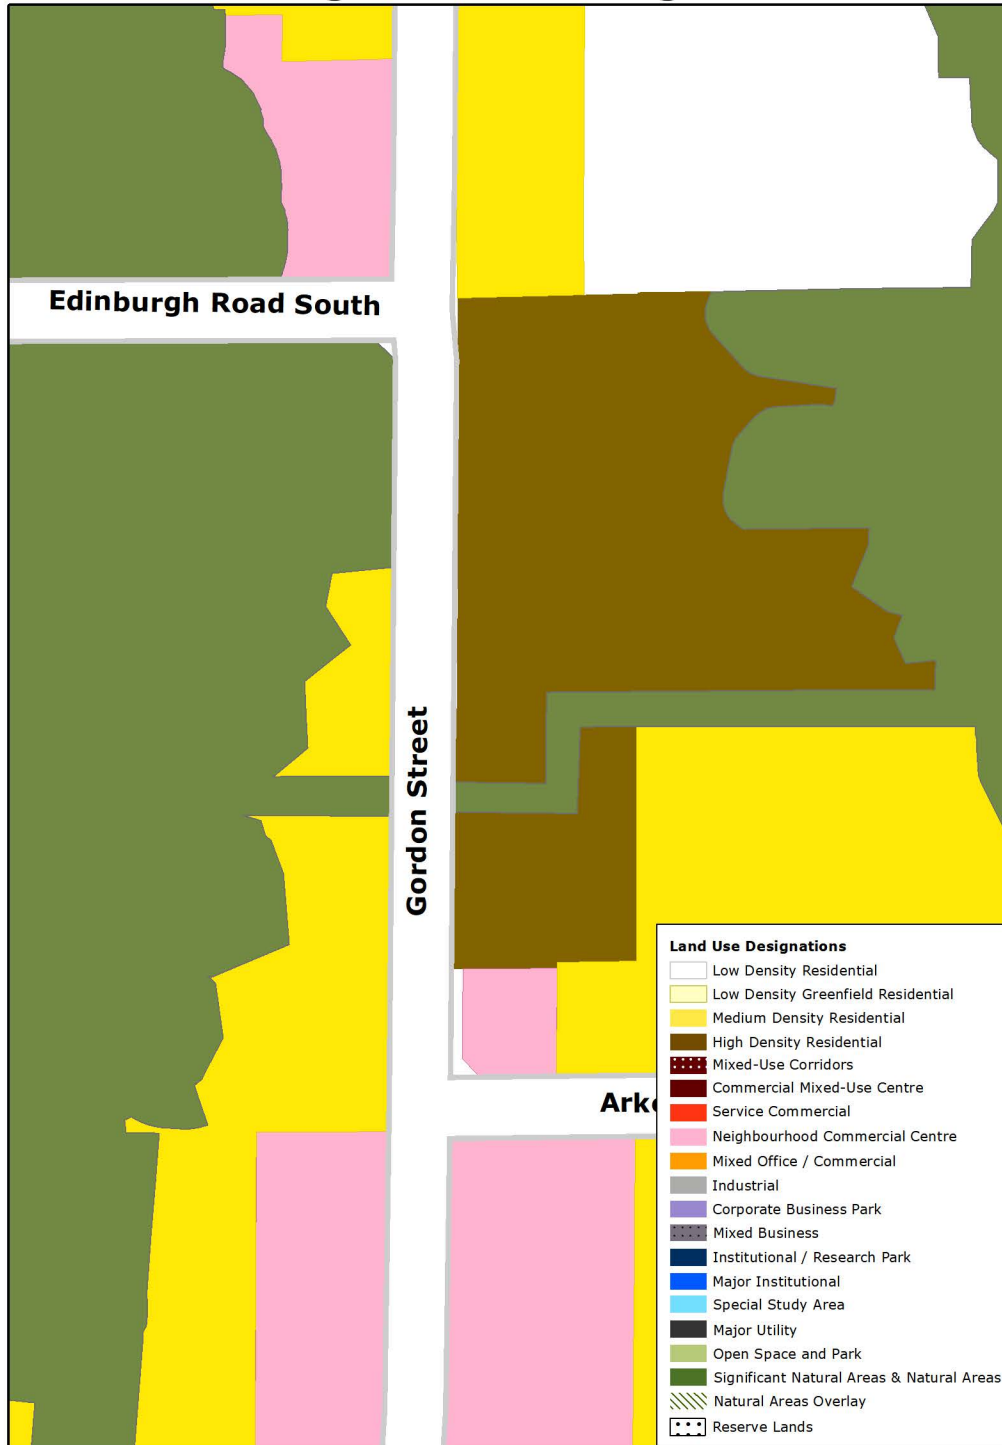 Edinburgh Road South
Gordon Street
Land Use Designations
Low Density Residential
Low Density Greenfield Residential
Medium Density Residential
High Density Residential
Mixed-Use Corridors
Commercial Mixed-Use Centre
Service Commercial
Neighbourhood Commercial Centre
Mixed Office / Commercial
Industrial
Corporate Business Park
Mixed Business
Institutional / Research Park
Major Institutional
Special Study Area
Major Utility
Open Space and Park
Significant Natural Areas & Natural Areas
Natural Areas Overlay
Reserve Lands